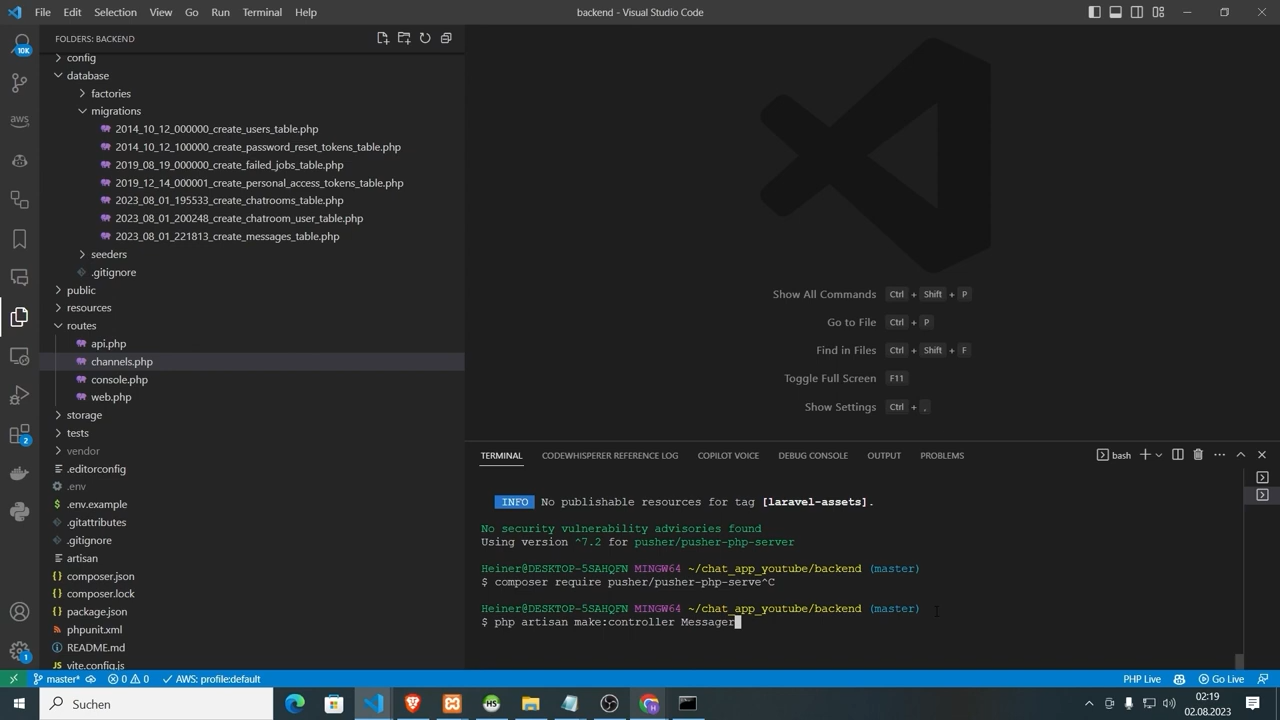 File Edit Selection View Go Run Terminal Help
backend - Visual Studio Code
FOLDERS: BACKEND
10K
config
database
factories
migrations
2014_10_12_000000_create_users_table.php
2014_10_12_100000_create_password_reset_tokens_table.php
2019_08_19_000000_create_failed_jobs_table.php
2019_12_14_000001_create_personal_access_tokens_table.php
2023_08_01_195533_create_chatrooms_table.php
2023_08_01_200248_create_chatroom_user_table.php
2023_08_01_221813_create_messages_table.php
seeders
.gitignore
public
resources
routes
api.php
channels.php
console.php
web.php
storage
tests
vendor
.editorconfig
.env
.env.example
.gitattributes
.gitignore
artisan
composer.json
composer.lock
package.json
phpunit.xml
README.md
vite.config.js
aws
2
1
Show All Commands Ctrl + Shift + P
Go to File Ctrl + P
Find in Files Ctrl + Shift + F
Toggle Full Screen F11
Show Settings Ctrl + ,
TERMINAL CODEWHISPERER REFERENCE LOG COPILOT VOICE DEBUG CONSOLE OUTPUT PROBLEMS
bash
INFO No publishable resources for tag [laravel-assets].
No security vulnerability advisories found
Using version ^7.2 for pusher/pusher-php-server
Heiner@DESKTOP-5SAHQFN MINGW64 ~/chat_app_youtube/backend (master)
$ composer require pusher/pusher-php-serve^C
Heiner@DESKTOP-5SAHQFN MINGW64 ~/chat_app_youtube/backend (master)
$ php artisan make:controller Messager
master* 0 0 AWS: profile:default
PHP Live Go Live
Suchen
HS
H
02:19
02.08.2023